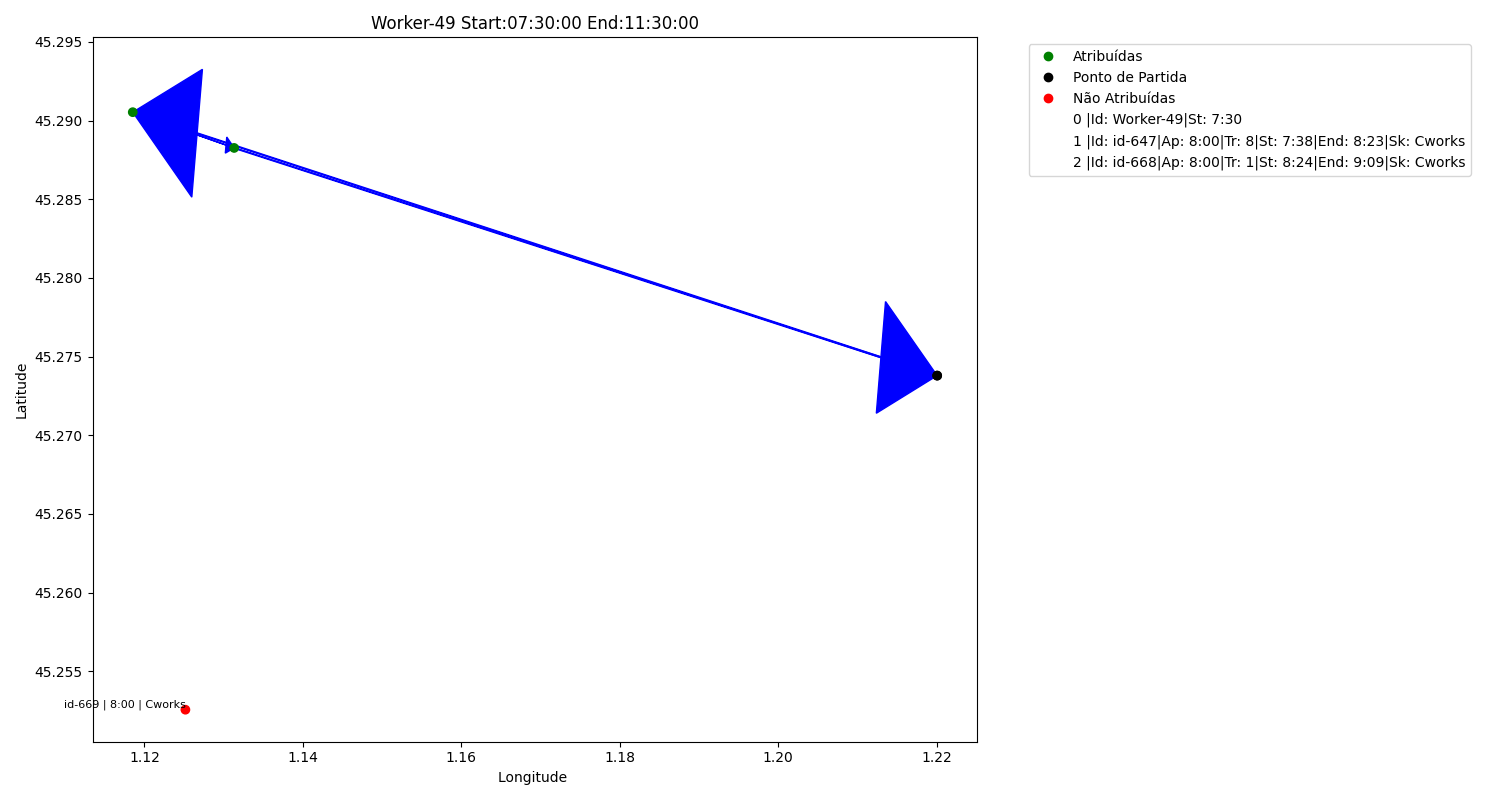 Worker-49 Start:07:30:00 End:11:30:00
45.295
45.290
45.285
45.280
45.275
45.270
45.265
45.260
45.255
Latitude
id-669 | 8:00 | Cworks
1.12
1.14
1.16
1.18
1.20
1.22
Longitude
Atribuídas
Ponto de Partida
Não Atribuídas
0 |Id: Worker-49|St: 7:30
1 |Id: id-647|Ap: 8:00|Tr: 8|St: 7:38|End: 8:23|Sk: Cworks
2 |Id: id-668|Ap: 8:00|Tr: 1|St: 8:24|End: 9:09|Sk: Cworks